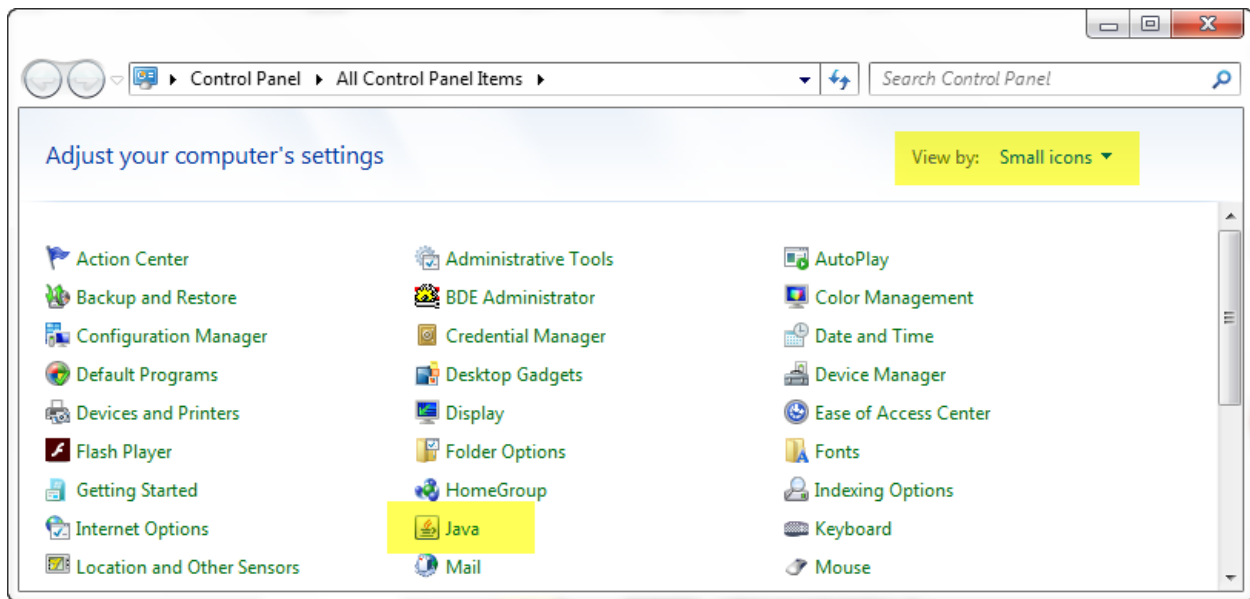 Control Panel All Control Panel Items Search Control Panel
Adjust your computer's settings View by: Small icons
Action Center Administrative Tools AutoPlay
Backup and Restore BDE Administrator Color Management
Configuration Manager Credential Manager Date and Time
Default Programs Desktop Gadgets Device Manager
Devices and Printers Display Ease of Access Center
Flash Player Folder Options Fonts
Getting Started HomeGroup Indexing Options
Internet Options Java Keyboard
Location and Other Sensors Mail Mouse